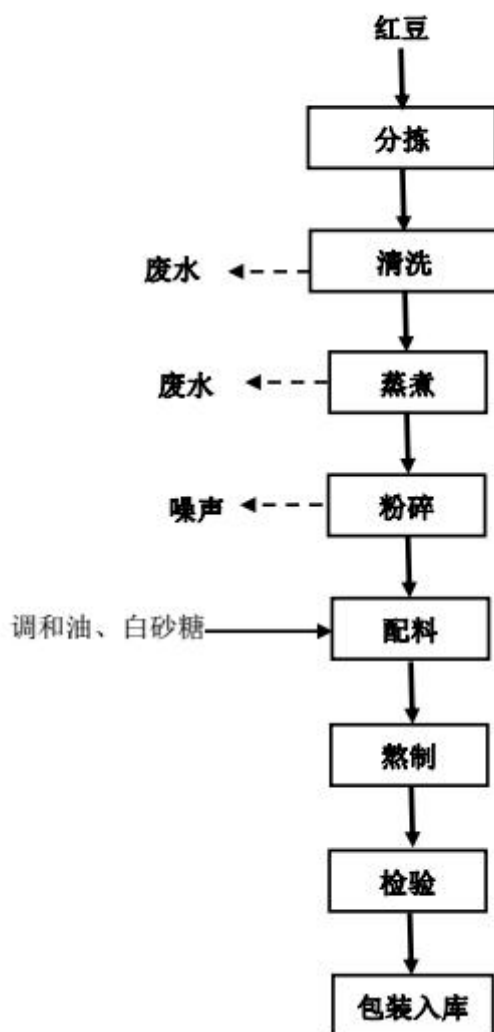 红豆
分拣
清洗
废水
蒸煮
废水
粉碎
噪声
调和油、白砂糖
配料
熬制
检验
包装入库